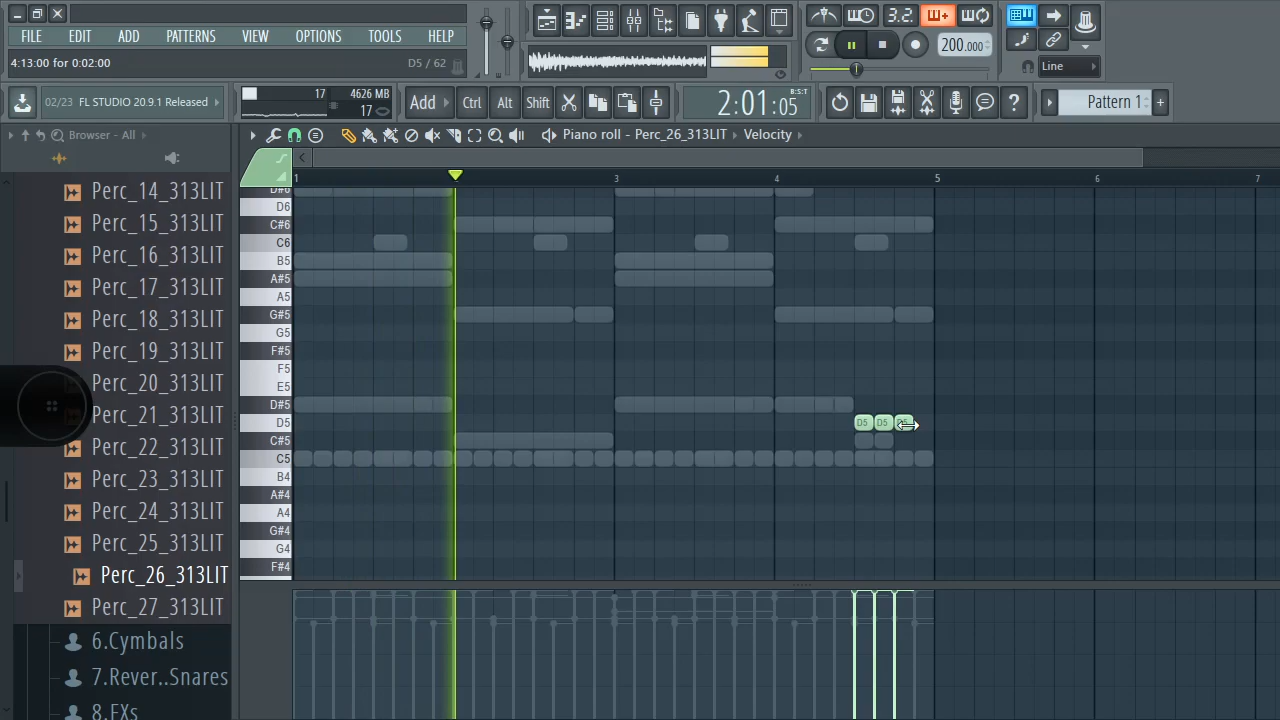 FILE EDIT ADD PATTERNS VIEW OPTIONS TOOLS HELP
3.2.
200.000
4:13:00 for 0:02:00 D5 / 62
Line
02/23 FL STUDIO 20.9.1 Released
17 4626 MB
17
Add Ctrl Alt Shift
2:01:05
B:S:T
?
Pattern 1 +
Browser - All
Piano roll - Perc_26_313LIT Velocity
1 3 4 5 6 7
Perc_14_313LIT
Perc_15_313LIT
Perc_16_313LIT
Perc_17_313LIT
Perc_18_313LIT
Perc_19_313LIT
Perc_20_313LIT
Perc_21_313LIT
Perc_22_313LIT
Perc_23_313LIT
Perc_24_313LIT
Perc_25_313LIT
Perc_26_313LIT
Perc_27_313LIT
6.Cymbals
7.Rever..Snares
8.FXs
D#6
D6
C#6
C6
B5
A#5
A5
G#5
G5
F#5
F5
E5
D#5
D5 D5 D5 D5
C#5
C5
B4
A#4
A4
G#4
G4
F#4